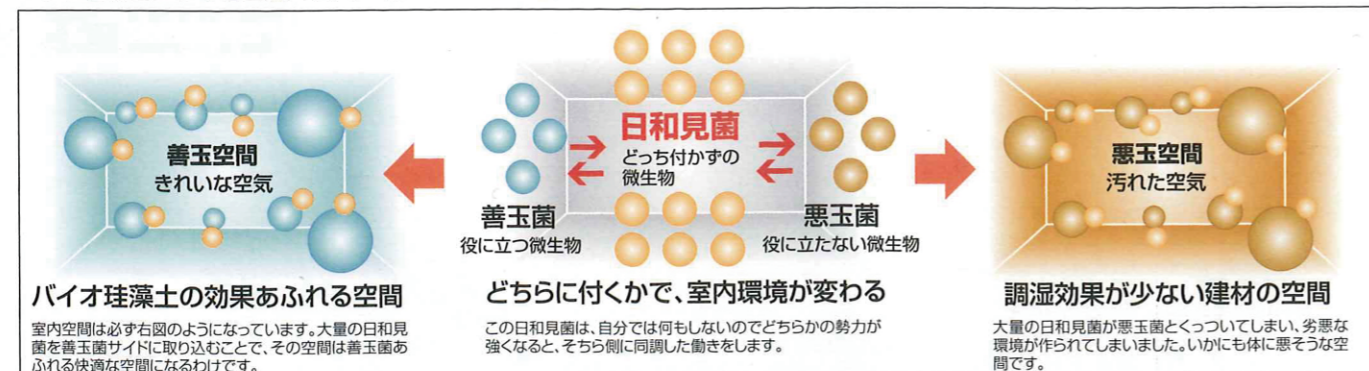 善玉空間
きれいな空気
バイオ珪藻土の効果あふれる空間
室内空間は必ず右図のようになっています。大量の日和見
菌を善玉菌サイドに取り込むことで、その空間は善玉菌あ
ふれる快適な空間になるわけです。
日和見菌
どっち付かずの
微生物
善玉菌
役に立つ微生物
悪玉菌
役に立たない微生物
どちらに付くかで、室内環境が変わる
この日和見菌は、自分では何もしないのでどちらかの勢力が
強くなると、そちら側に同調した働きをします。
悪玉空間
汚れた空気
調湿効果が少ない建材の空間
大量の日和見菌が悪玉菌とくっついてしまい、劣悪な
環境が作られてしまいました。いかにも体に悪そうな空
間です。